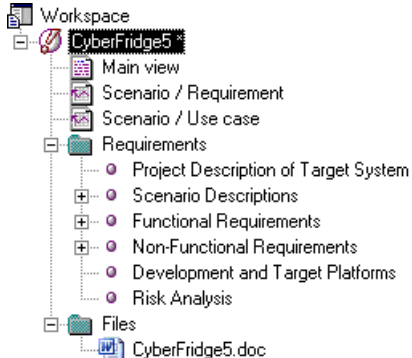 Workspace
CyberFridge5 *
Main view
Scenario / Requirement
Scenario / Use case
Requirements
Project Description of Target System
Scenario Descriptions
Functional Requirements
Non-Functional Requirements
Development and Target Platforms
Risk Analysis
Files
CyberFridge5.doc